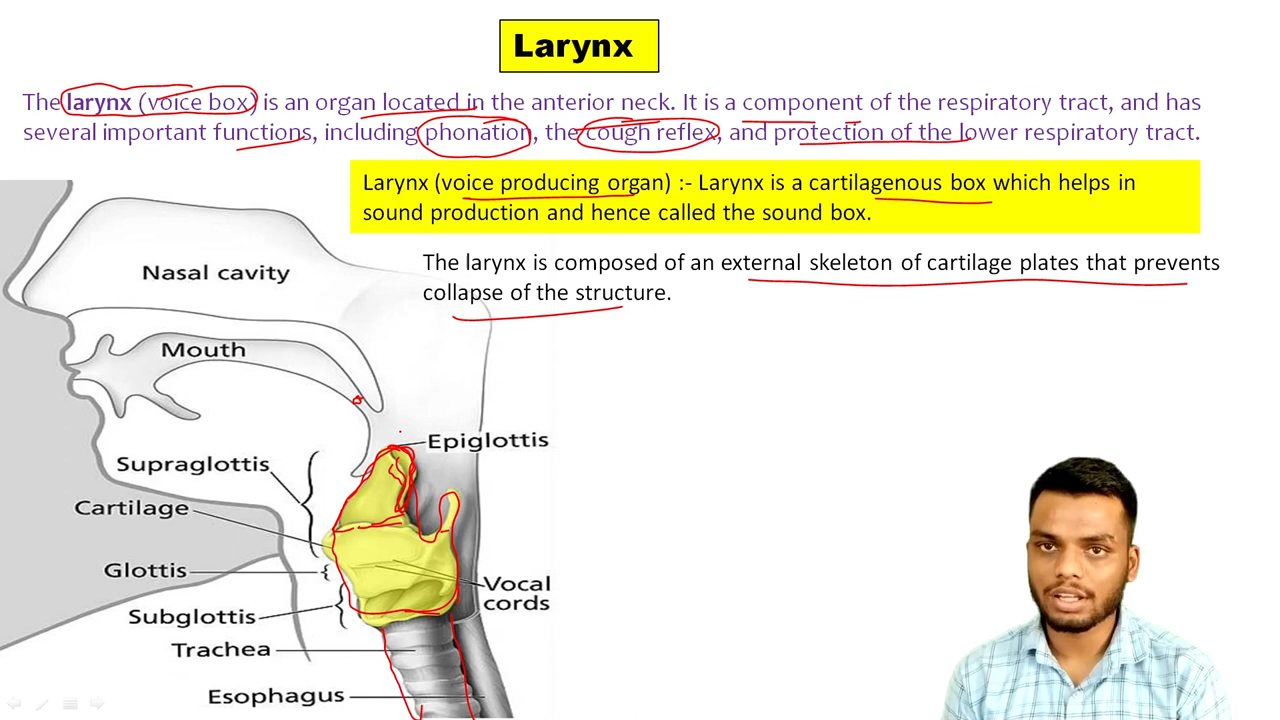 Larynx
The larynx (voice box) is an organ located in the anterior neck. It is a component of the respiratory tract, and has
several important functions, including phonation, the cough reflex, and protection of the lower respiratory tract.
Larynx (voice producing organ) :- Larynx is a cartilagenous box which helps in
sound production and hence called the sound box.
The larynx is composed of an external skeleton of cartilage plates that prevents
collapse of the structure.
Nasal cavity
Mouth
Epiglottis
Supraglottis
Cartilage
Glottis
Vocal
cords
Subglottis
Trachea
Esophagus